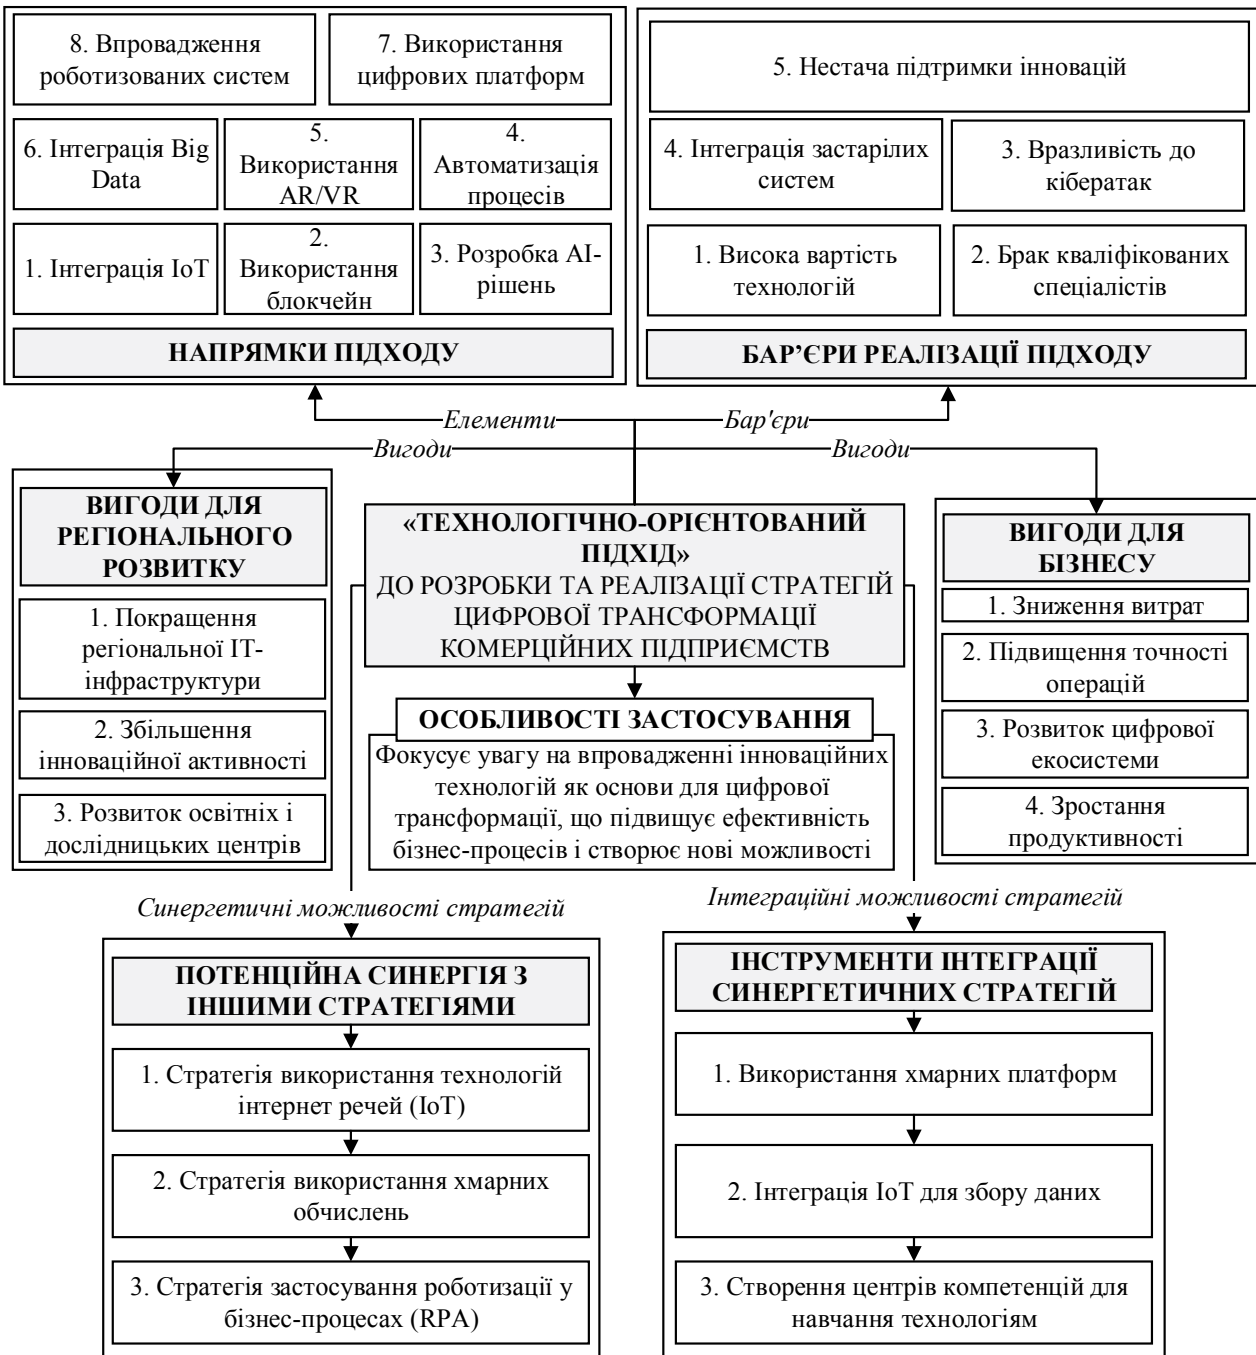 8. Впровадження
роботизованих систем
7. Використання
цифрових платформ
6. Інтеграція Big
Data
5.
Використання
AR/VR
4.
Автоматизація
процесів
1. Інтеграція IoT
2.
Використання
блокчейн
3. Розробка AI-
рішень
НАПРЯМКИ ПІДХОДУ
5. Нестача підтримки інновацій
4. Інтеграція застарілих
систем
3. Вразливість до
кібератак
1. Висока вартість
технологій
2. Брак кваліфікованих
спеціалістів
БАР’ЄРИ РЕАЛІЗАЦІЇ ПІДХОДУ
Елементи
Бар'єри
Вигоди
Вигоди
ВИГОДИ ДЛЯ
РЕГІОНАЛЬНОГО
РОЗВИТКУ
1. Покращення
регіональної ІТ-
інфраструктури
2. Збільшення
інноваційної активності
3. Розвиток освітніх і
дослідницьких центрів
«ТЕХНОЛОГІЧНО-ОРІЄНТОВАНИЙ
ПІДХІД»
ДО РОЗРОБКИ ТА РЕАЛІЗАЦІЇ СТРАТЕГІЙ
ЦИФРОВОЇ ТРАНСФОРМАЦІЇ
КОМЕРЦІЙНИХ ПІДПРИЄМСТВ
ОСОБЛИВОСТІ ЗАСТОСУВАННЯ
Фокусує увагу на впровадженні інноваційних
технологій як основи для цифрової
трансформації, що підвищує ефективність
бізнес-процесів і створює нові можливості
ВИГОДИ ДЛЯ
БІЗНЕСУ
1. Зниження витрат
2. Підвищення точності
операцій
3. Розвиток цифрової
екосистеми
4. Зростання
продуктивності
Синергетичні можливості стратегій
Інтеграційні можливості стратегій
ПОТЕНЦІЙНА СИНЕРГІЯ З
ІНШИМИ СТРАТЕГІЯМИ
1. Стратегія використання технологій
інтернет речей (IoT)
2. Стратегія використання хмарних
обчислень
3. Стратегія застосування роботизації у
бізнес-процесах (RPA)
ІНСТРУМЕНТИ ІНТЕГРАЦІЇ
СИНЕРГЕТИЧНИХ СТРАТЕГІЙ
1. Використання хмарних платформ
2. Інтеграція IoT для збору даних
3. Створення центрів компетенцій для
навчання технологіям